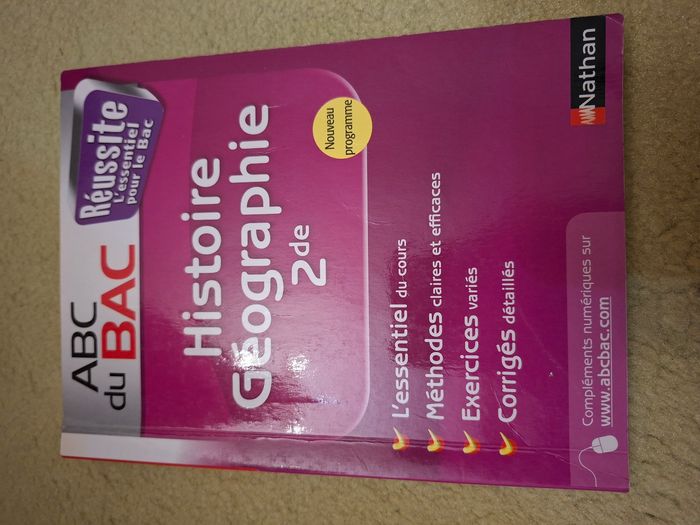 ABC
du BAC
Réussite
L'essentiel
pour le Bac
Histoire
Géographie
2de
Nouveau
programme
L'essentiel du cours
Méthodes claires et efficaces
Exercices variés
Corrigés détaillés
Compléments numériques sur
www.abcbac.com
Nathan